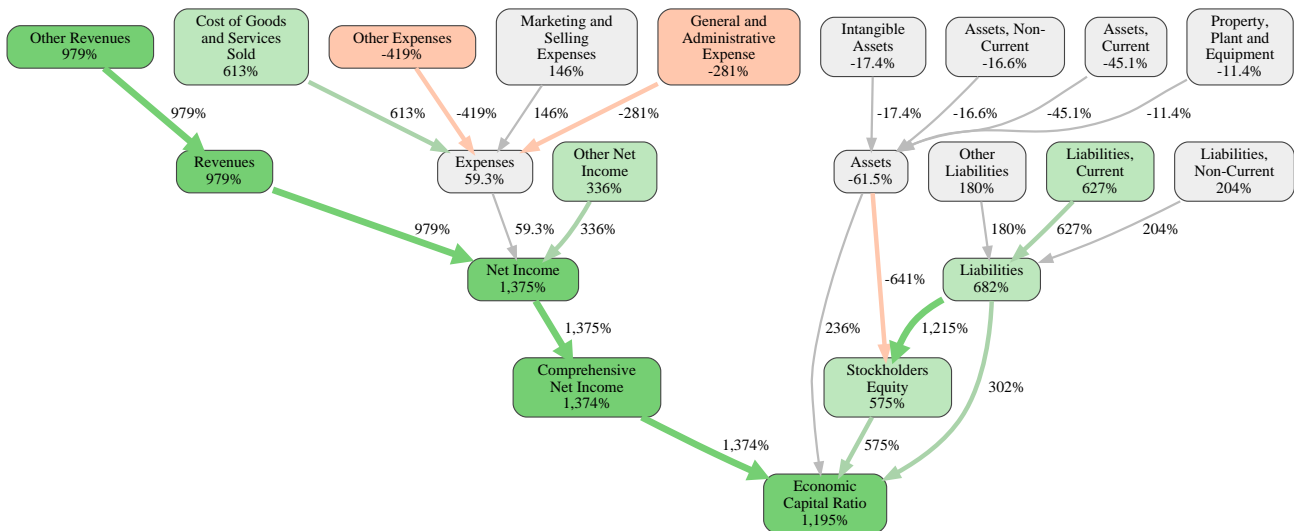 Other Revenues
979%
Cost of Goods
and Services
Sold
613%
Other Expenses
-419%
Marketing and
Selling
Expenses
146%
General and
Administrative
Expense
-281%
Intangible
Assets
-17.4%
Assets, Non-
Current
-16.6%
Assets,
Current
-45.1%
Property,
Plant and
Equipment
-11.4%
979%
613%
-419%
146%
-281%
-17.4%
-16.6%
-45.1%
-11.4%
Revenues
979%
Expenses
59.3%
Other Net
Income
336%
Assets
-61.5%
Other
Liabilities
180%
Liabilities,
Current
627%
Liabilities,
Non-Current
204%
979%
59.3%
336%
180%
627%
204%
Net Income
1,375%
-641%
Liabilities
682%
1,375%
236%
1,215%
Comprehensive
Net Income
1,374%
Stockholders
Equity
575%
302%
1,374%
575%
Economic
Capital Ratio
1,195%